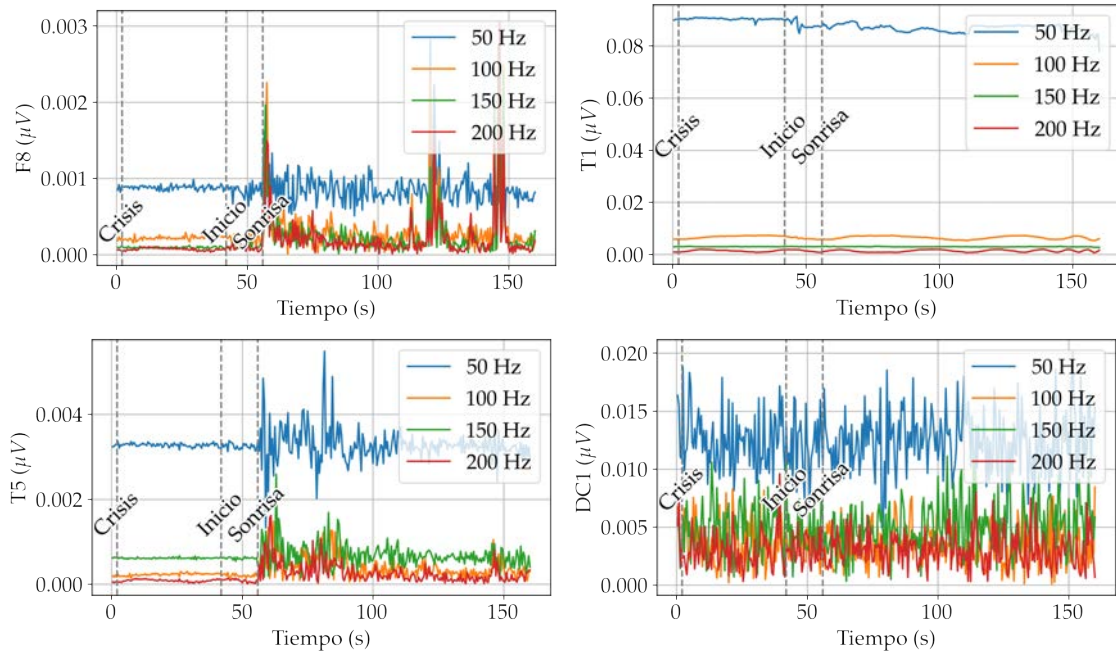 0.003
0.002
0.001
0.000
F8 (μV)
50 Hz
100 Hz
150 Hz
200 Hz
Crisis
Inicio
Sonrisa
0
50
100
150
Tiempo (s)
0.08
0.06
0.04
0.02
0.00
T1 (μV)
50 Hz
100 Hz
150 Hz
200 Hz
Crisis
Inicio
Sonrisa
0
50
100
150
Tiempo (s)
0.004
0.002
0.000
T5 (μV)
50 Hz
100 Hz
150 Hz
200 Hz
Crisis
Inicio
Sonrisa
0
50
100
150
Tiempo (s)
0.020
0.015
0.010
0.005
0.000
DC1 (μV)
50 Hz
100 Hz
150 Hz
200 Hz
Crisis
Inicio
Sonrisa
0
50
100
150
Tiempo (s)